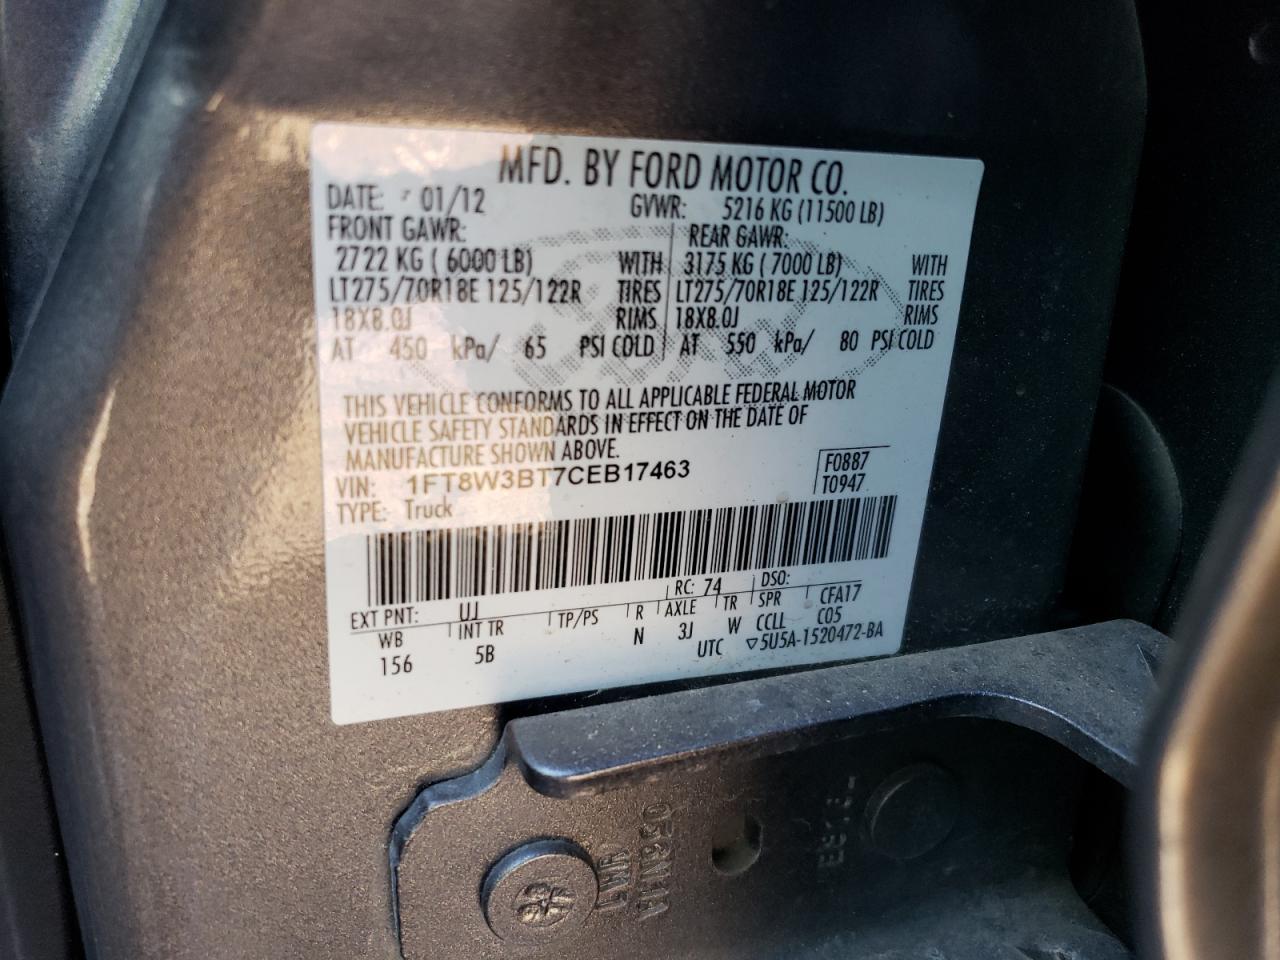 MFD. BY FORD MOTOR CO.
DATE: 01/12 GVWR: 5216 KG (11500 LB)
FRONT GAWR: REAR GAWR:
2722 KG ( 6000 LB) WITH 3175 KG ( 7000 LB) WITH
LT275/70R18E 125/122R TIRES LT275/70R18E 125/122R TIRES
18X8.0J RIMS 18X8.0J RIMS
AT 450 kPa/ 65 PSI COLD AT 550 kPa/ 80 PSI COLD
THIS VEHICLE CONFORMS TO ALL APPLICABLE FEDERAL MOTOR
VEHICLE SAFETY STANDARDS IN EFFECT ON THE DATE OF
MANUFACTURE SHOWN ABOVE.
VIN: 1FT8W3BT7CEB17463 F0887
TYPE: Truck T0947
EXT PNT: UJ RC: 74 DSO:
WB INT TR TP/PS R AXLE TR SPR CFA17
156 5B N 3J W CCLL C05
UTC ▽5U5A-1520472-BA
LWR